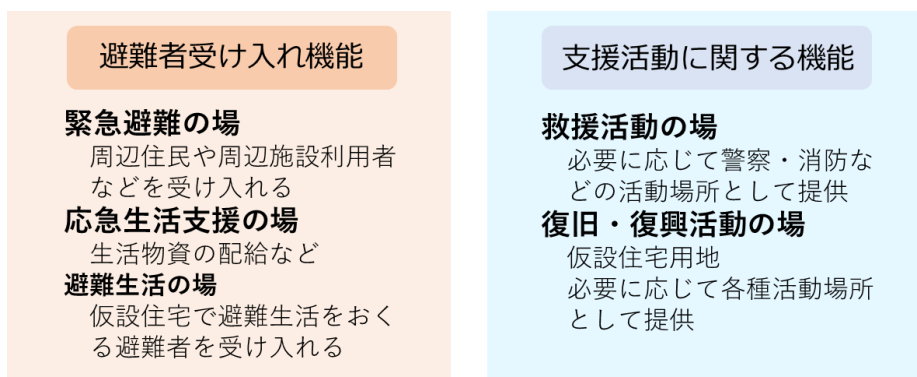 避難者受け入れ機能
緊急避難の場
周辺住民や周辺施設利用者
などを受け入れる
応急生活支援の場
生活物資の配給など
避難生活の場
仮設住宅で避難生活をおく
る避難者を受け入れる
支援活動に関する機能
救援活動の場
必要に応じて警察・消防な
どの活動場所として提供
復旧・復興活動の場
仮設住宅用地
必要に応じて各種活動場所
として提供